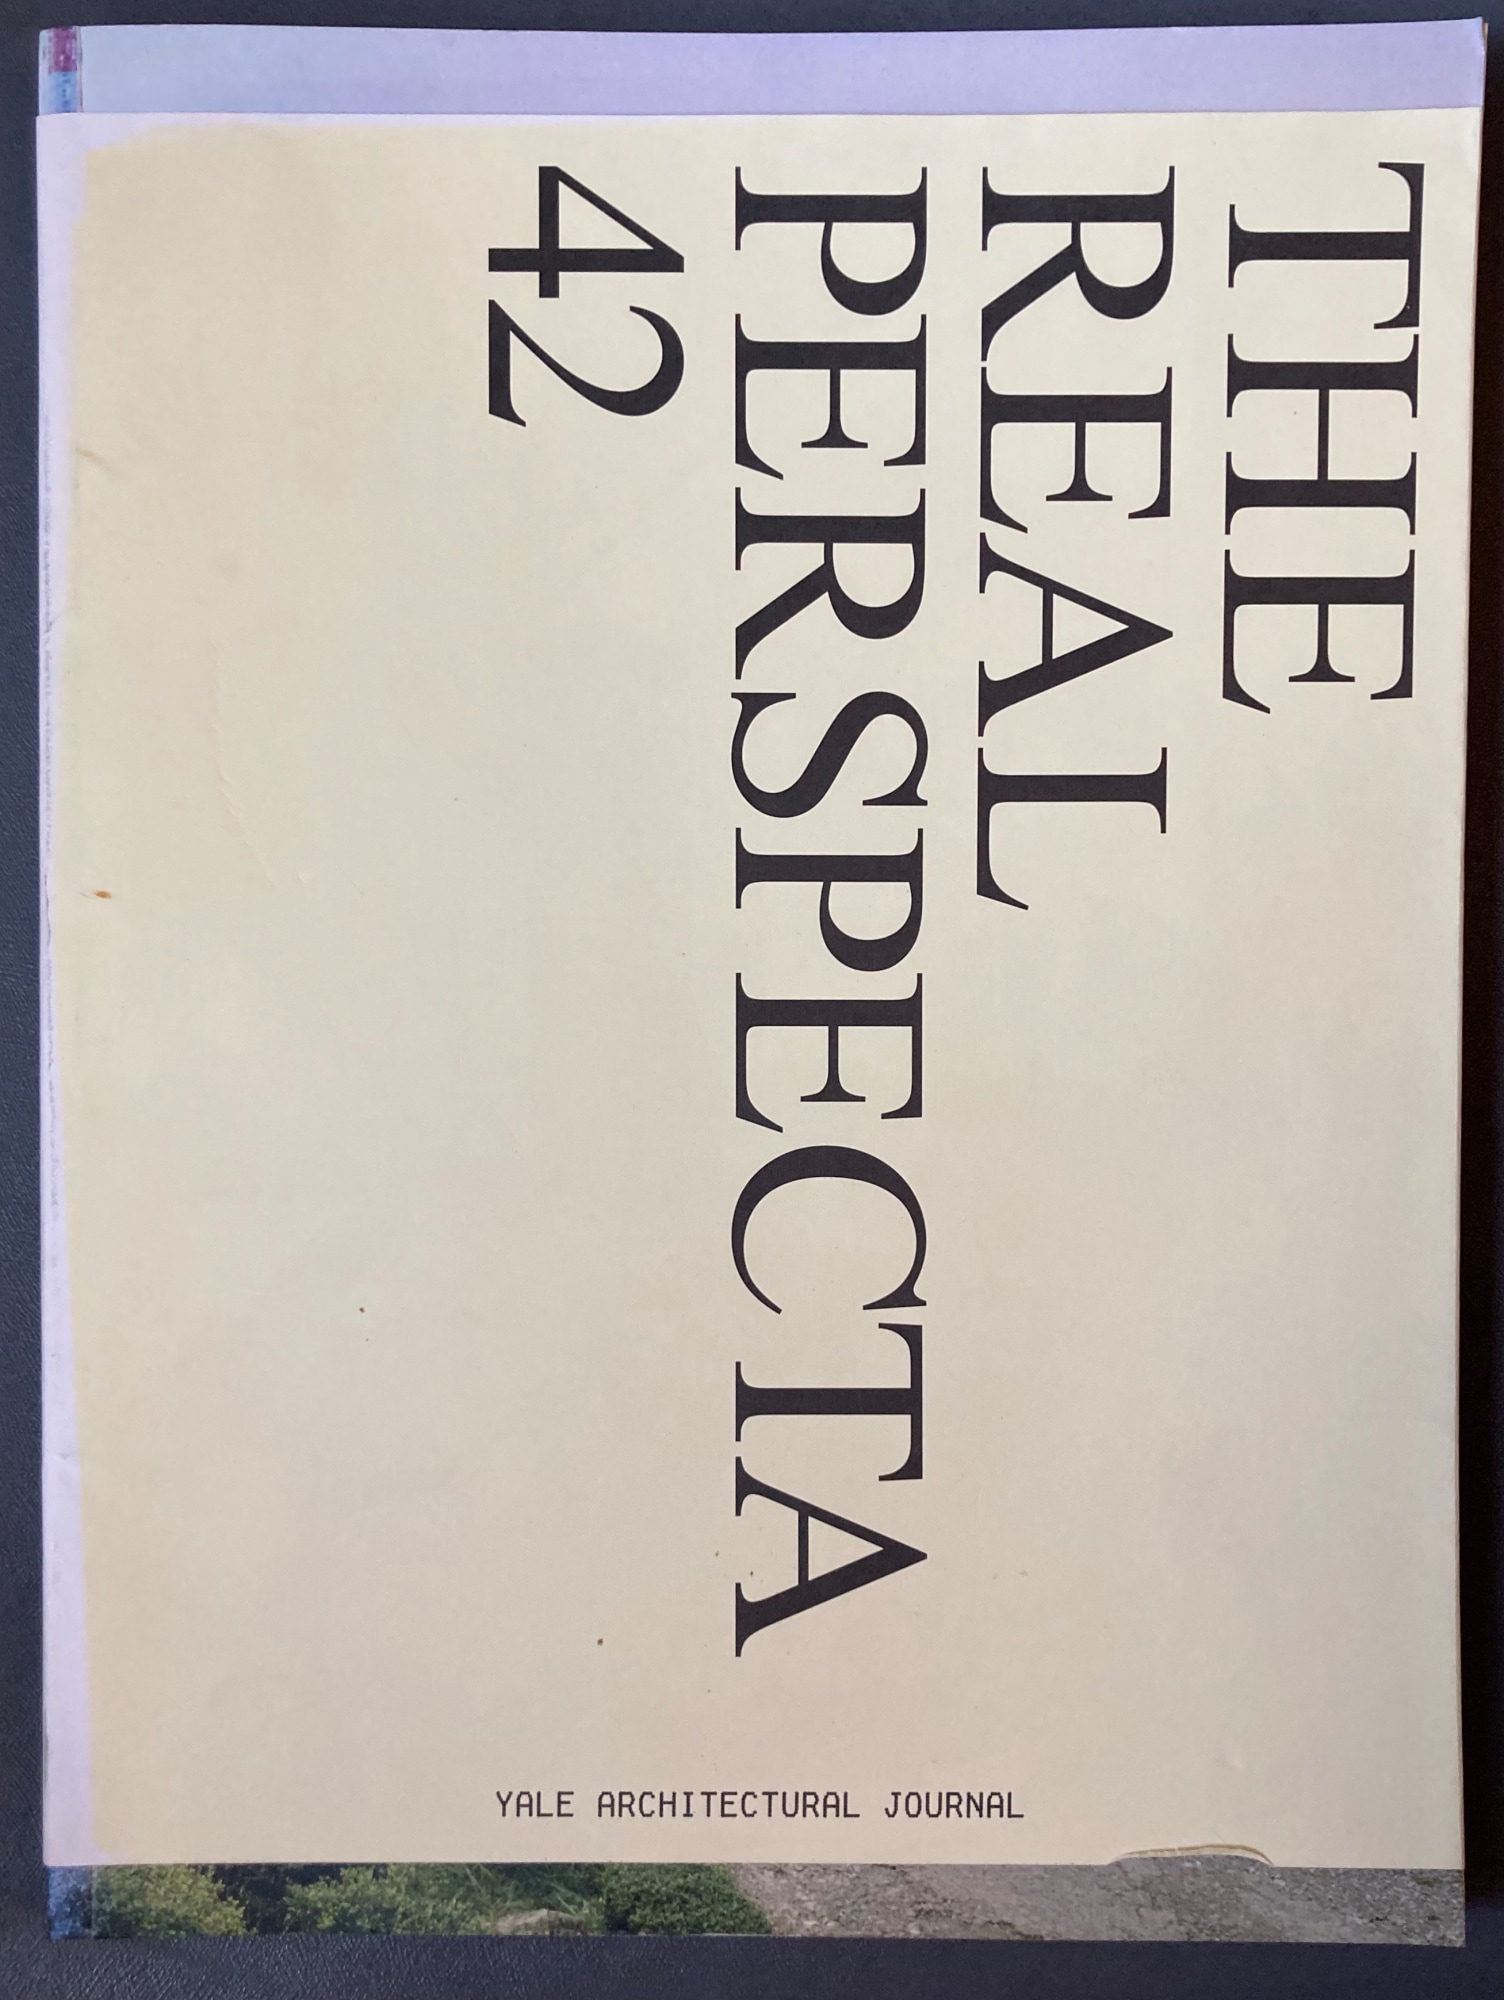 THE
REAL
PERSPECTA
42
YALE ARCHITECTURAL JOURNAL